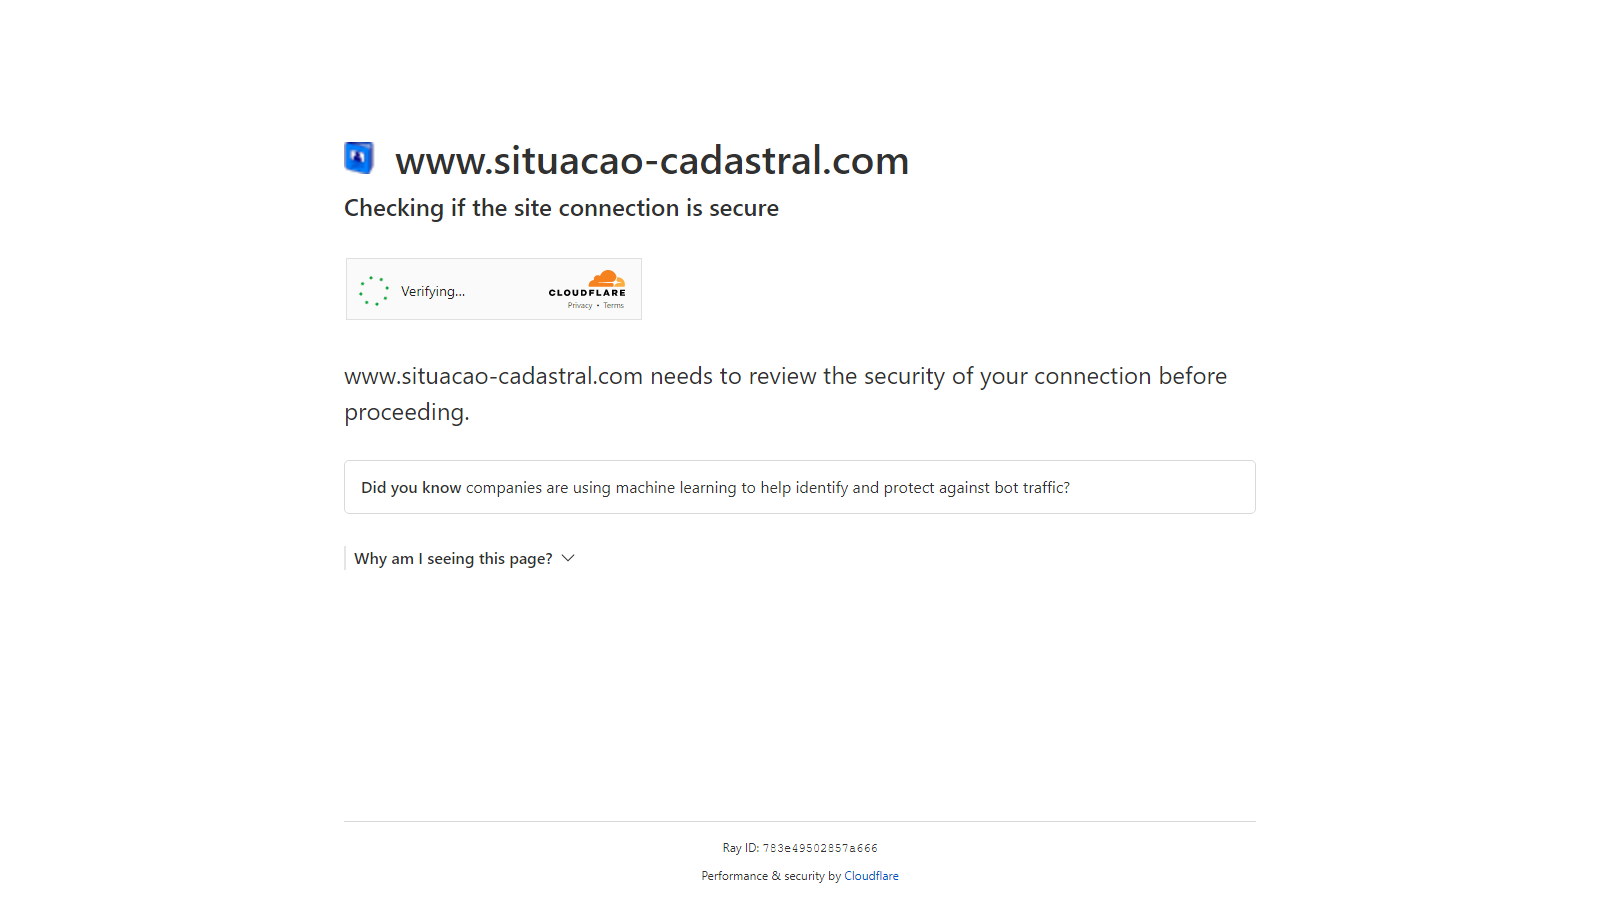 www.situacao-cadastral.com
Checking if the site connection is secure
Verifying...
CLOUDFLARE
Privacy • Terms
www.situacao-cadastral.com needs to review the security of your connection before
proceeding.
Did you know companies are using machine learning to help identify and protect against bot traffic?
Why am I seeing this page?
Ray ID: 783e49502857a666
Performance & security by Cloudflare